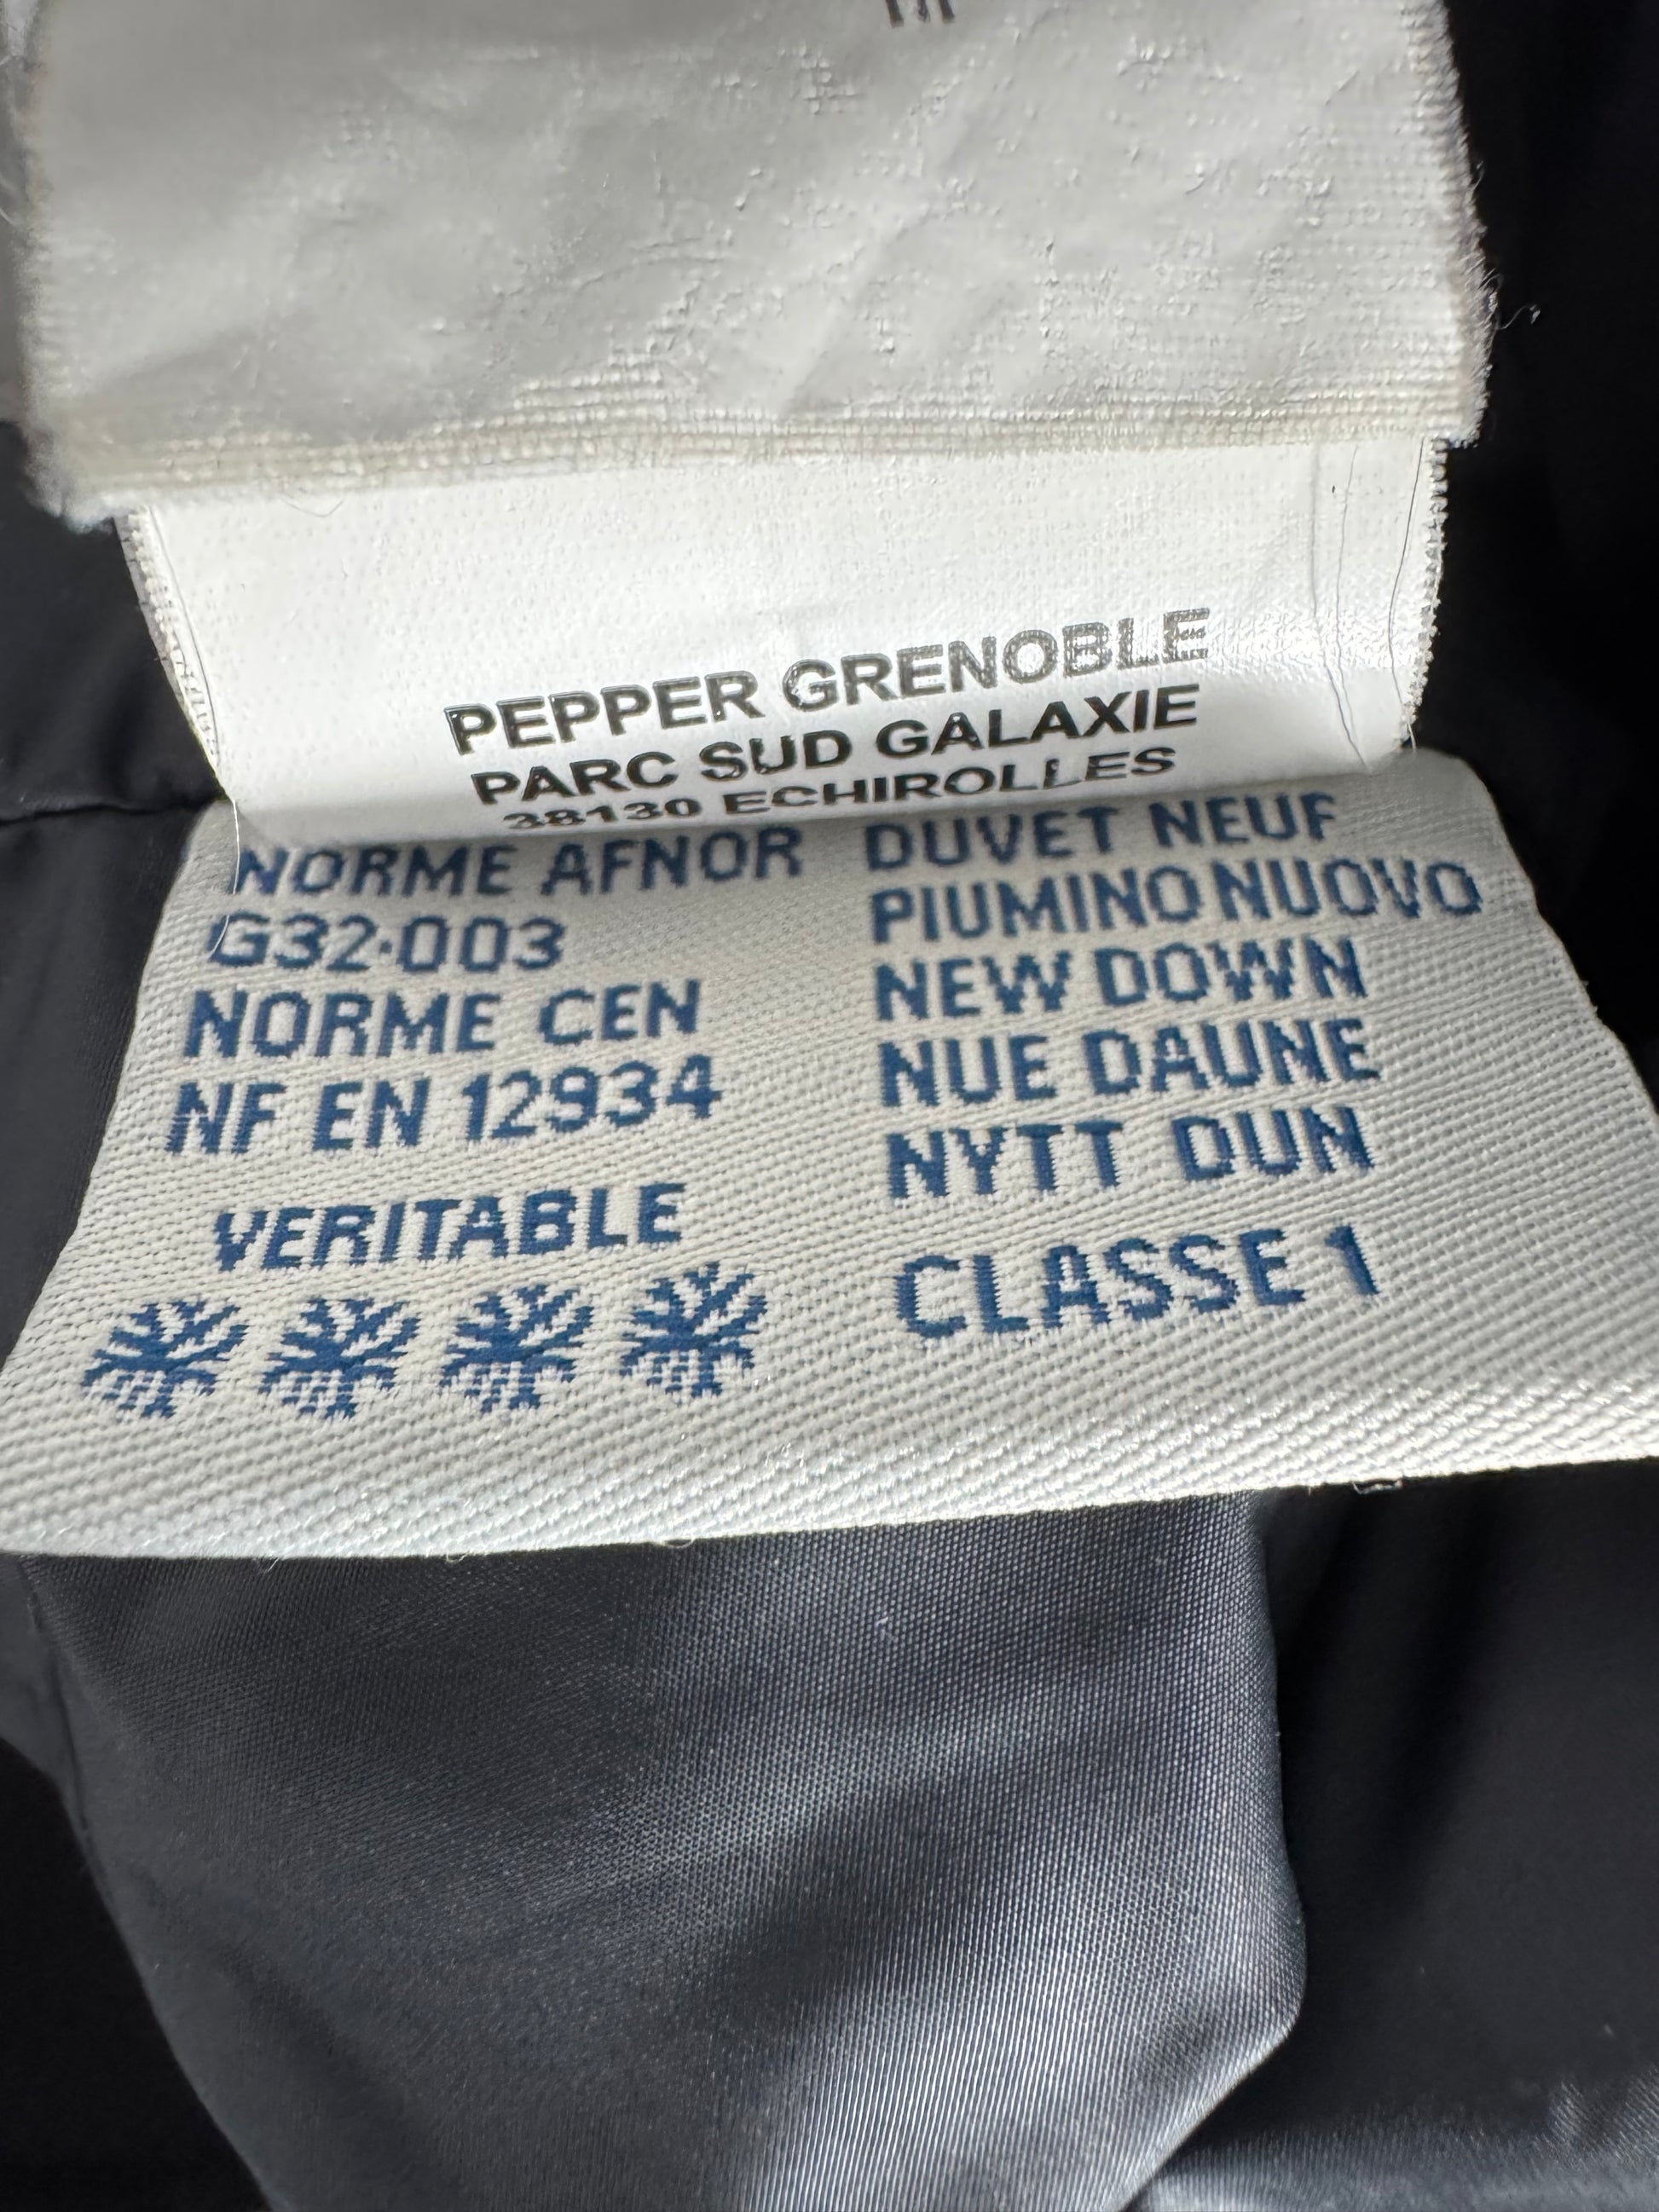 PEPPER GRENOBLE
PARC SUD GALAXIE
38130 ECHIROLLES
NORME AFNOR
G32-003
NORME CEN
NF EN 12934
VERITABLE
DUVET NEUF
PIUMINO NUOVO
NEW DOWN
NUE DAUNE
NYTT DUN
CLASSE 1